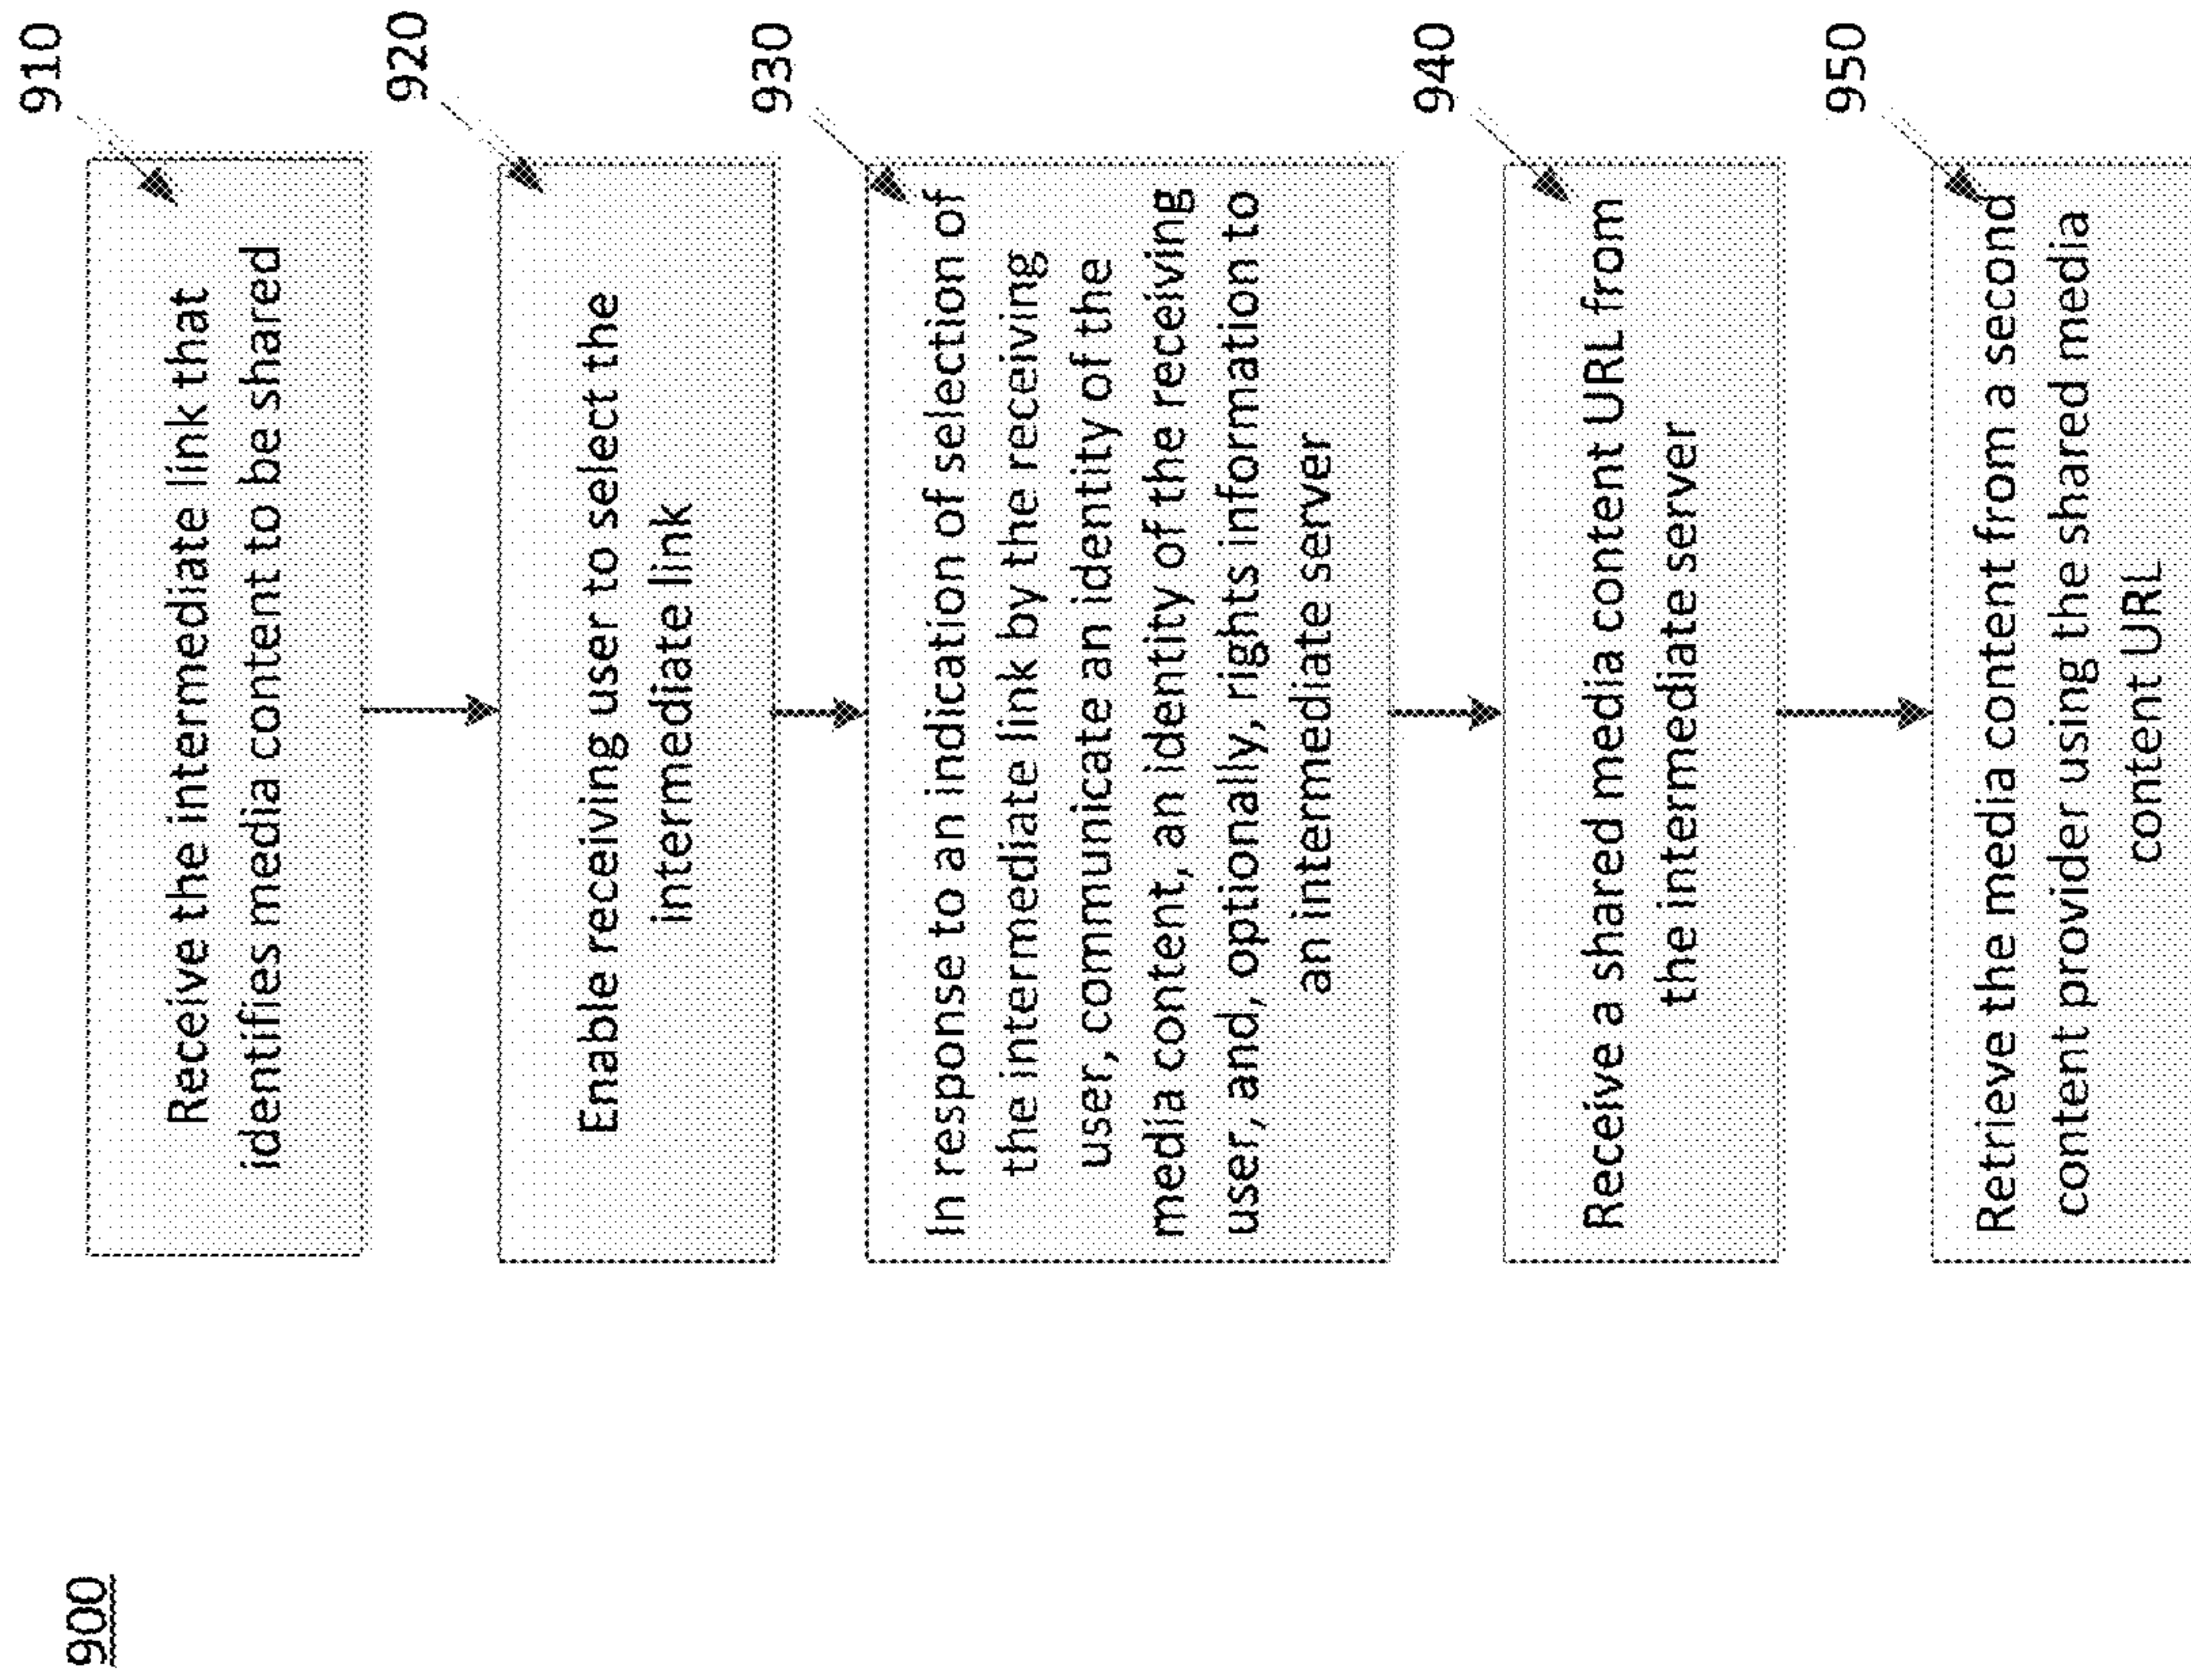 900
910
Receive the intermediate link that
identifies media content to be shared
920
Enable receiving user to select the
intermediate link
930
In response to an indication of selection of
the intermediate link by the receiving
user, communicate an identity of the
media content, an identity of the receiving
user, and, optionally, rights information to
an intermediate server
940
Receive a shared media content URL from
the intermediate server
950
Retrieve the media content from a second
content provider using the shared media
content URL